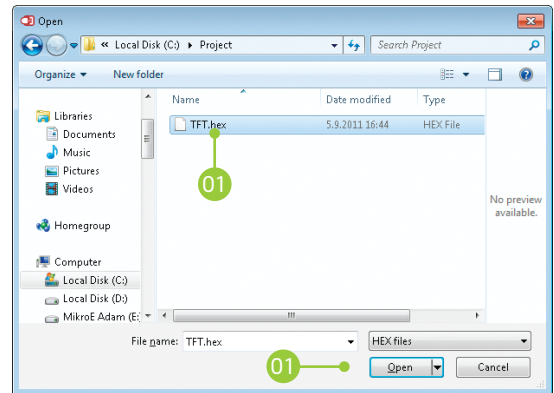 Open
« Local Disk (C:) ▸ Project
Search Project
Organize ▾ New folder
Name Date modified Type
Libraries
Documents
Music
Pictures
Videos
Homegroup
Computer
Local Disk (C:)
Local Disk (D:)
MikroE Adam (E:
TFT.hex 5.9.2011 16:44 HEX File
01
No preview
available.
File name: TFT.hex HEX files
01
Open Cancel